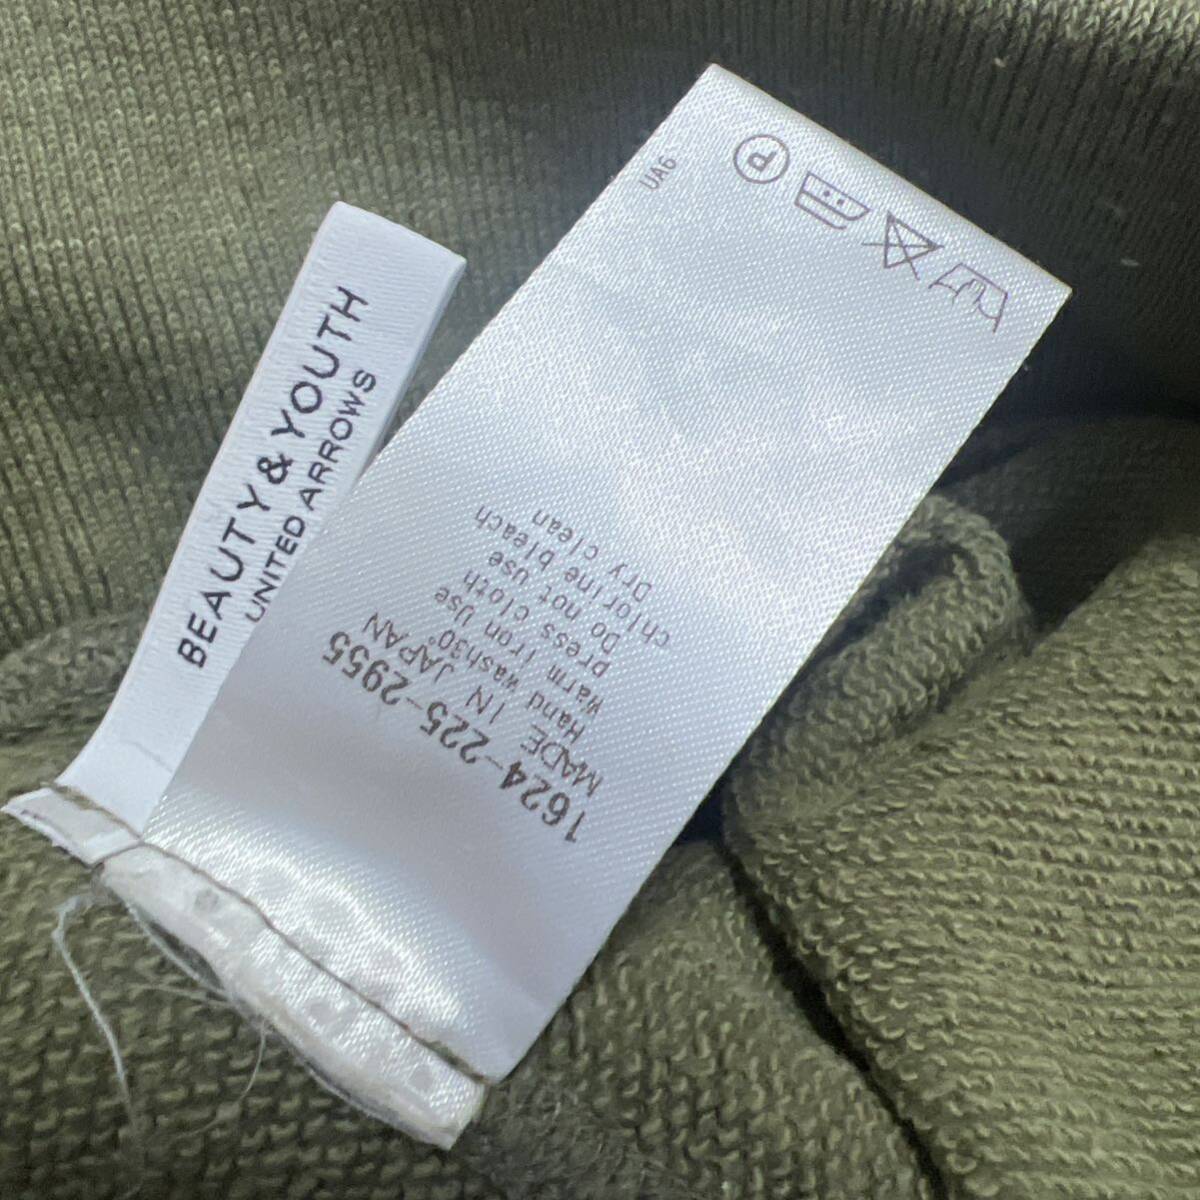 BEAUTY & YOUTH
UNITED ARROWS
1624-225-2955
MADE IN JAPAN
Hand wash30°
Warm iron Use
press cloth
Do not use
chlorine bleach
Dry clean
P
UA6